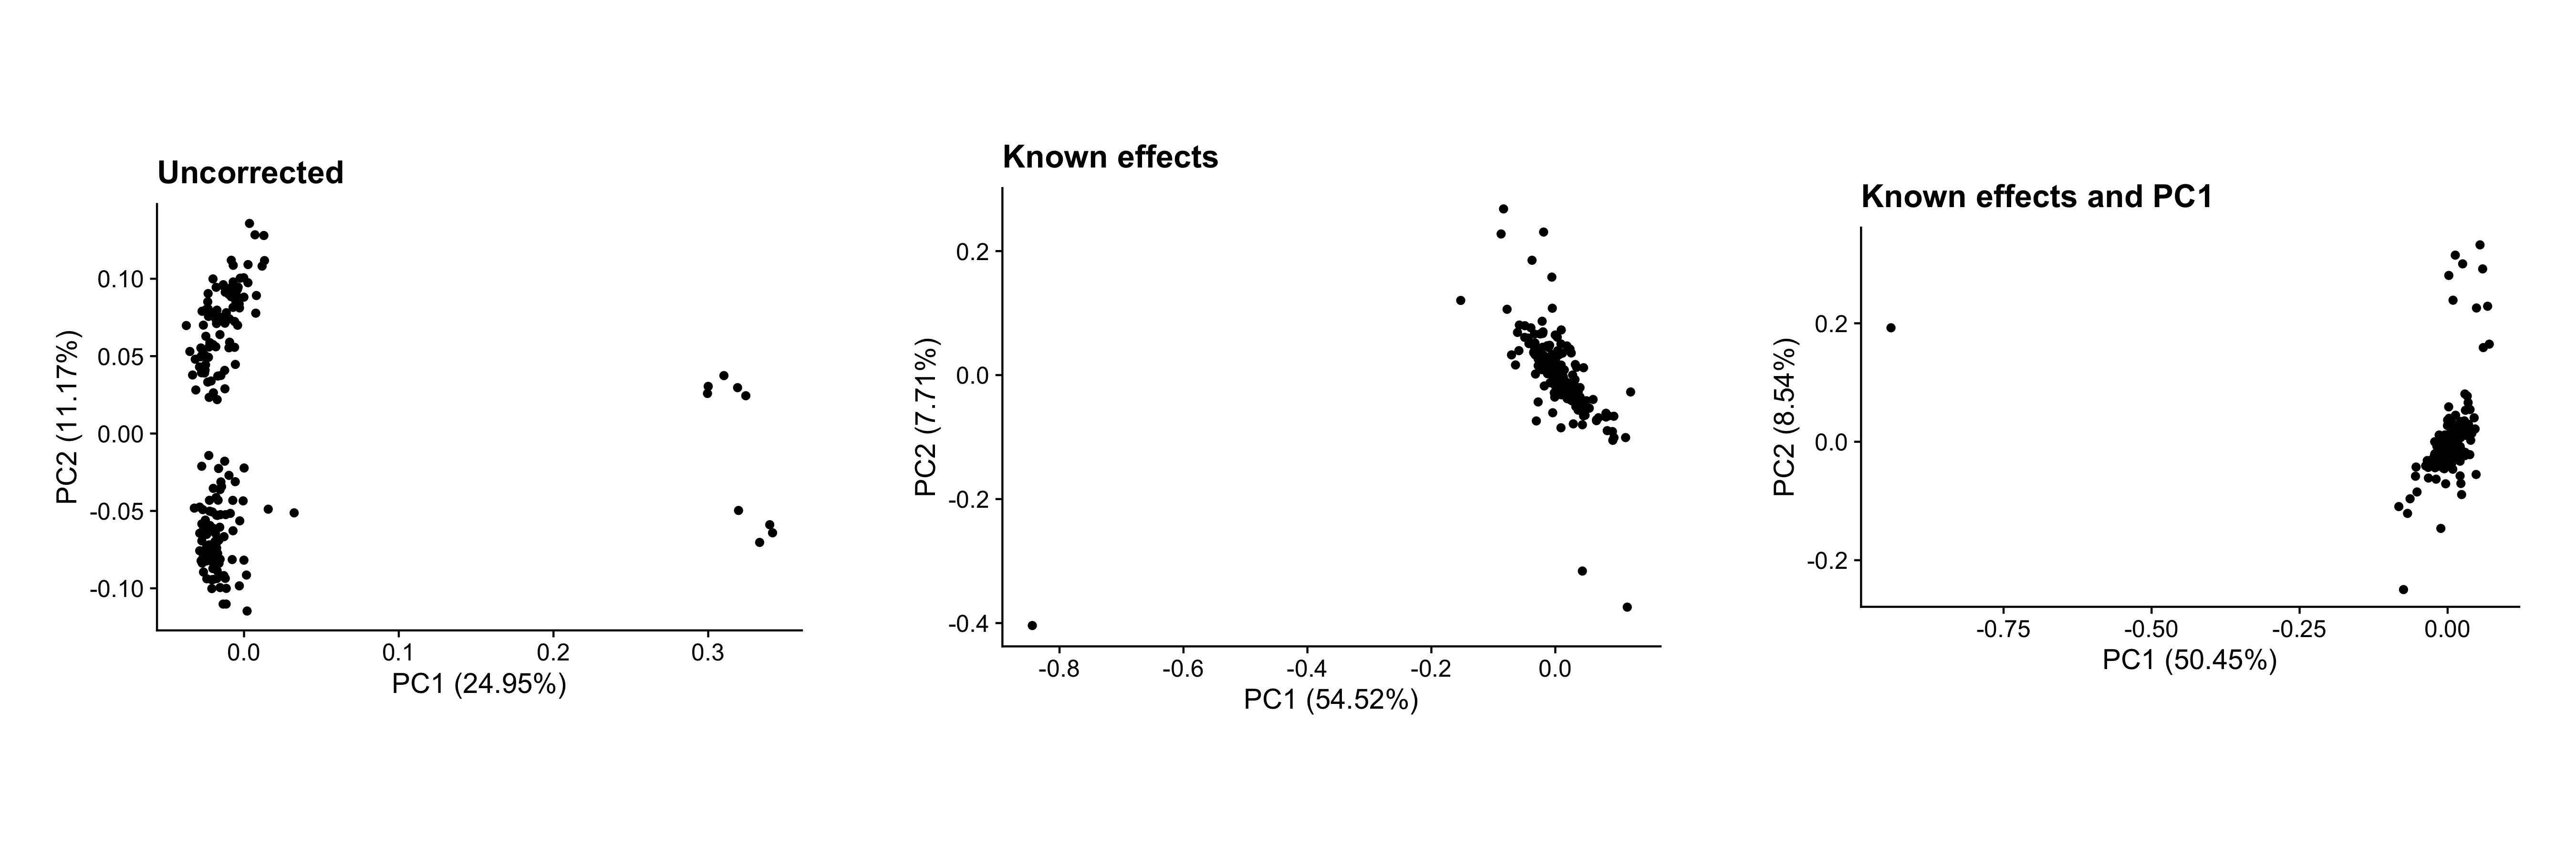 Uncorrected
PC2 (11.17%)
0.10
0.05
0.00
-0.05
-0.10
0.0 0.1 0.2 0.3
PC1 (24.95%)
Known effects
PC2 (7.71%)
0.2
0.0
-0.2
-0.4
-0.8 -0.6 -0.4 -0.2 0.0
PC1 (54.52%)
Known effects and PC1
PC2 (8.54%)
0.2
0.0
-0.2
-0.75 -0.50 -0.25 0.00
PC1 (50.45%)